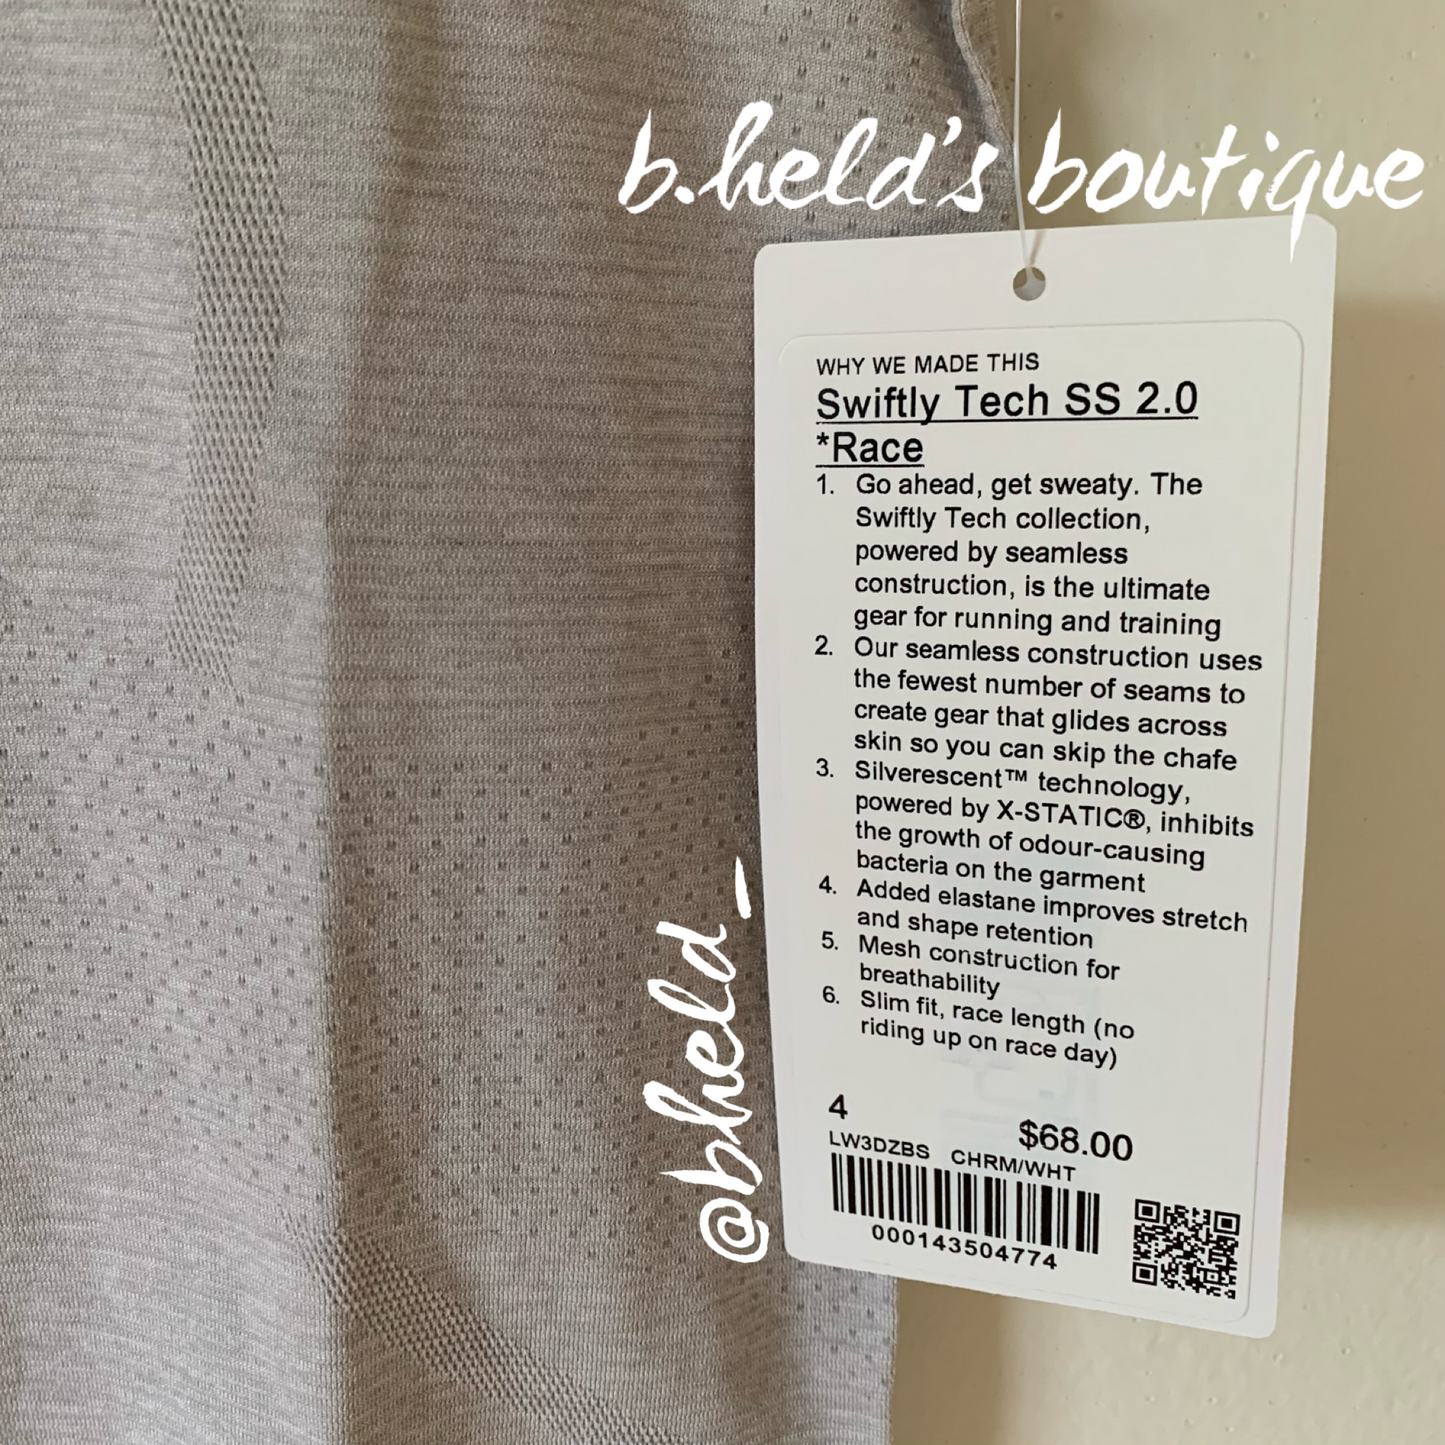 b.held's boutique
WHY WE MADE THIS
Swiftly Tech SS 2.0
*Race
1. Go ahead, get sweaty. The
Swiftly Tech collection,
powered by seamless
construction, is the ultimate
gear for running and training
2. Our seamless construction uses
the fewest number of seams to
create gear that glides across
skin so you can skip the chafe
3. Silverescent™ technology,
powered by X-STATIC®, inhibits
the growth of odour-causing
bacteria on the garment
4. Added elastane improves stretch
and shape retention
5. Mesh construction for
breathability
6. Slim fit, race length (no
riding up on race day)
4
$68.00
LW3DZBS CHRM/WHT
000143504774
@bheld_